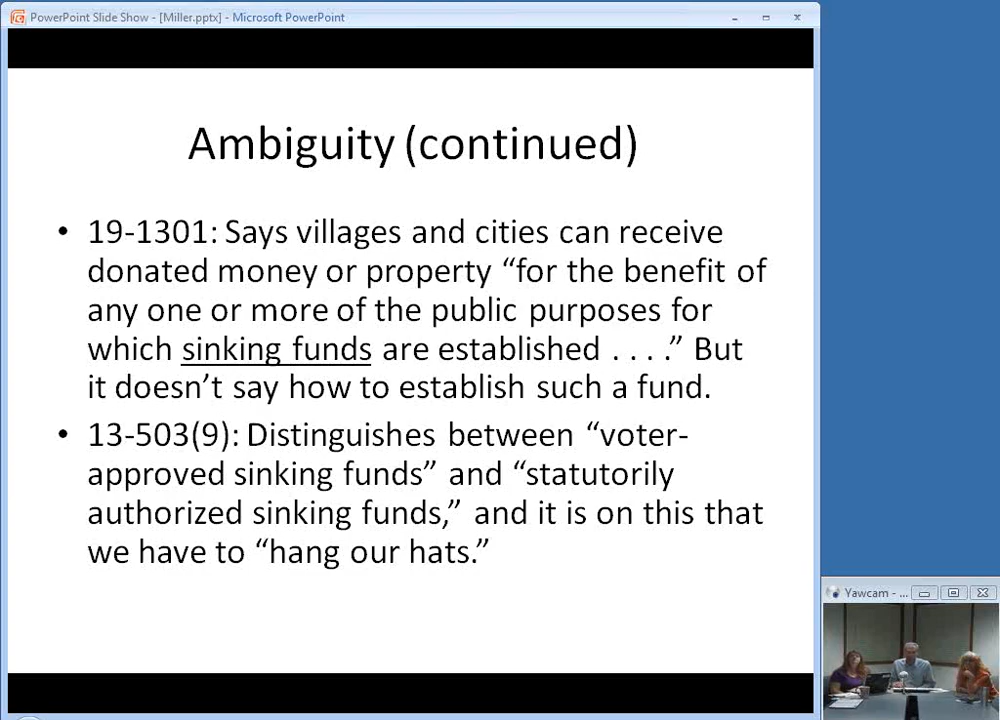 PowerPoint Slide Show - [Miller.pptx] - Microsoft PowerPoint
Ambiguity (continued)
• 19-1301: Says villages and cities can receive
donated money or property “for the benefit of
any one or more of the public purposes for
which sinking funds are established . . . .” But
it doesn’t say how to establish such a fund.
• 13-503(9): Distinguishes between “voter-
approved sinking funds” and “statutorily
authorized sinking funds,” and it is on this that
we have to “hang our hats.”
Yawcam - ...